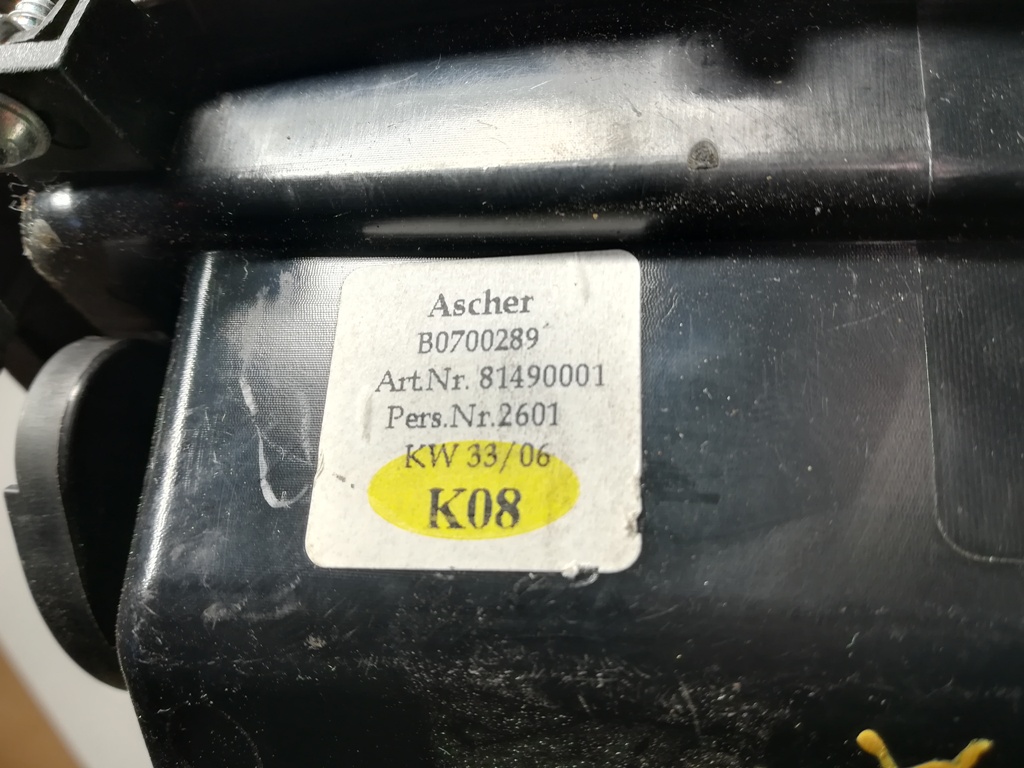 Ascher
B0700289
Art.Nr. 81490001
Pers.Nr.2601
KW 33/06
K08